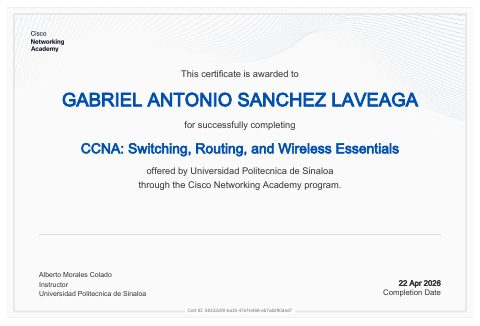 Cisco
Networking
Academy
This certificate is awarded to
GABRIEL ANTONIO SANCHEZ LAVEAGA
for successfully completing
CCNA: Switching, Routing, and Wireless Essentials
offered by Universidad Politecnica de Sinaloa
through the Cisco Networking Academy program.
Alberto Morales Colado
Instructor
Universidad Politecnica de Sinaloa
22 Apr 2026
Completion Date
Cert ID: